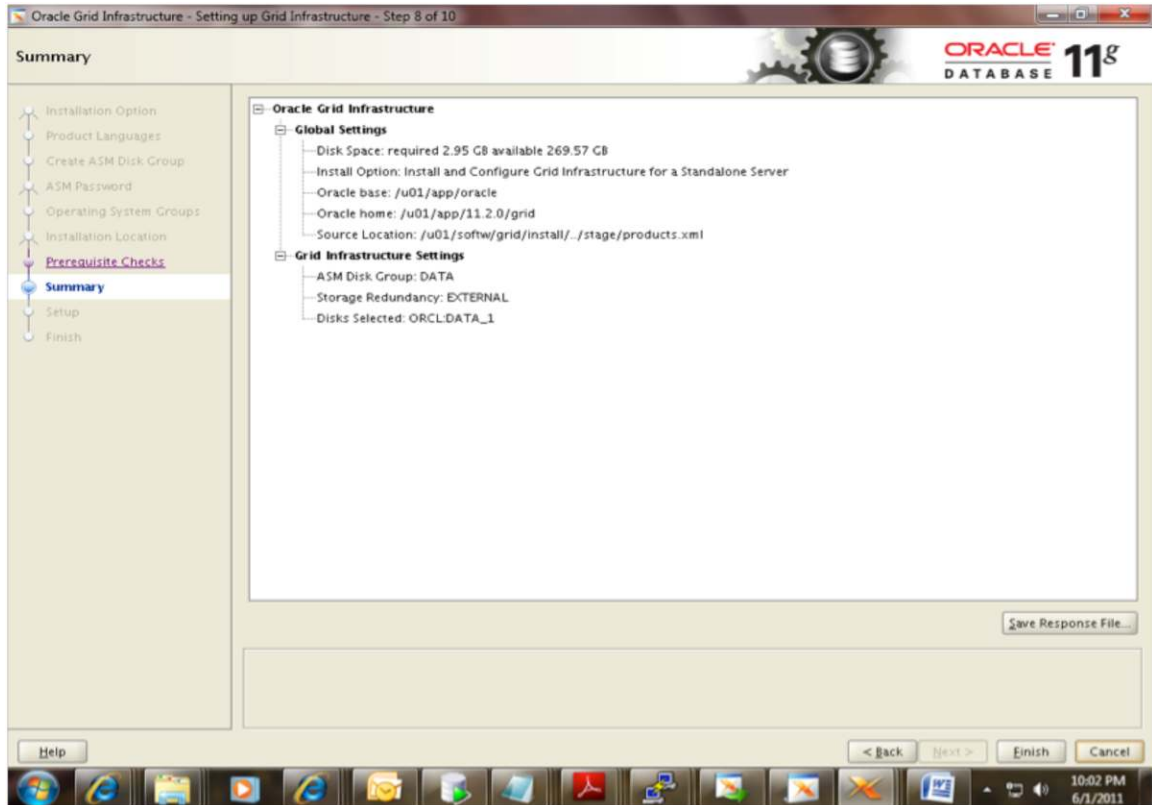 Oracle Grid Infrastructure - Setting up Grid Infrastructure - Step 8 of 10
Summary
ORACLE
DATABASE
11g
Installation Option
Product Languages
Create ASM Disk Group
ASM Password
Operating System Groups
Installation Location
Prerequisite Checks
Summary
Setup
Finish
Oracle Grid Infrastructure
Global Settings
Disk Space: required 2.95 GB available 269.57 GB
Install Option: Install and Configure Grid Infrastructure for a Standalone Server
Oracle base: /u01/app/oracle
Oracle home: /u01/app/11.2.0/grid
Source Location: /u01/softw/grid/install/../stage/products.xml
Grid Infrastructure Settings
ASM Disk Group: DATA
Storage Redundancy: EXTERNAL
Disks Selected: ORCL:DATA_1
Save Response File...
Help
< Back
Next >
Finish
Cancel
10:02 PM
6/1/2011